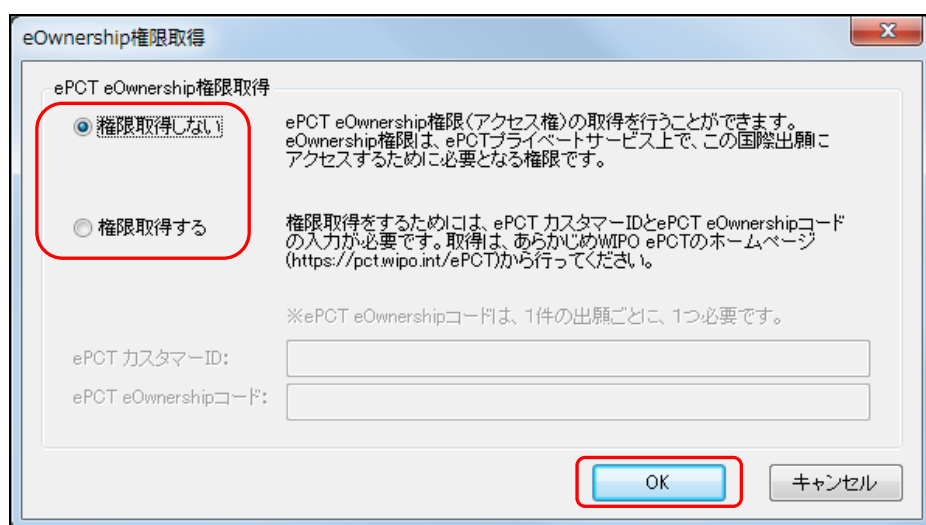 eOwnership権限取得
ePCT eOwnership権限取得
権限取得しない
ePCT eOwnership権限(アクセス権)の取得を行うことができます。
eOwnership権限は、ePCTプライベートサービス上で、この国際出願に
アクセスするために必要となる権限です。
権限取得する
権限取得をするためには、ePCT カスタマーIDとePCT eOwnershipコード
の入力が必要です。取得は、あらかじめWIPO ePCTのホームページ
(https://pct.wipo.int/ePCT)から行ってください。
※ePCT eOwnershipコードは、1件の出願ごとに、1つ必要です。
ePCT カスタマーID:
ePCT eOwnershipコード:
OK
キャンセル